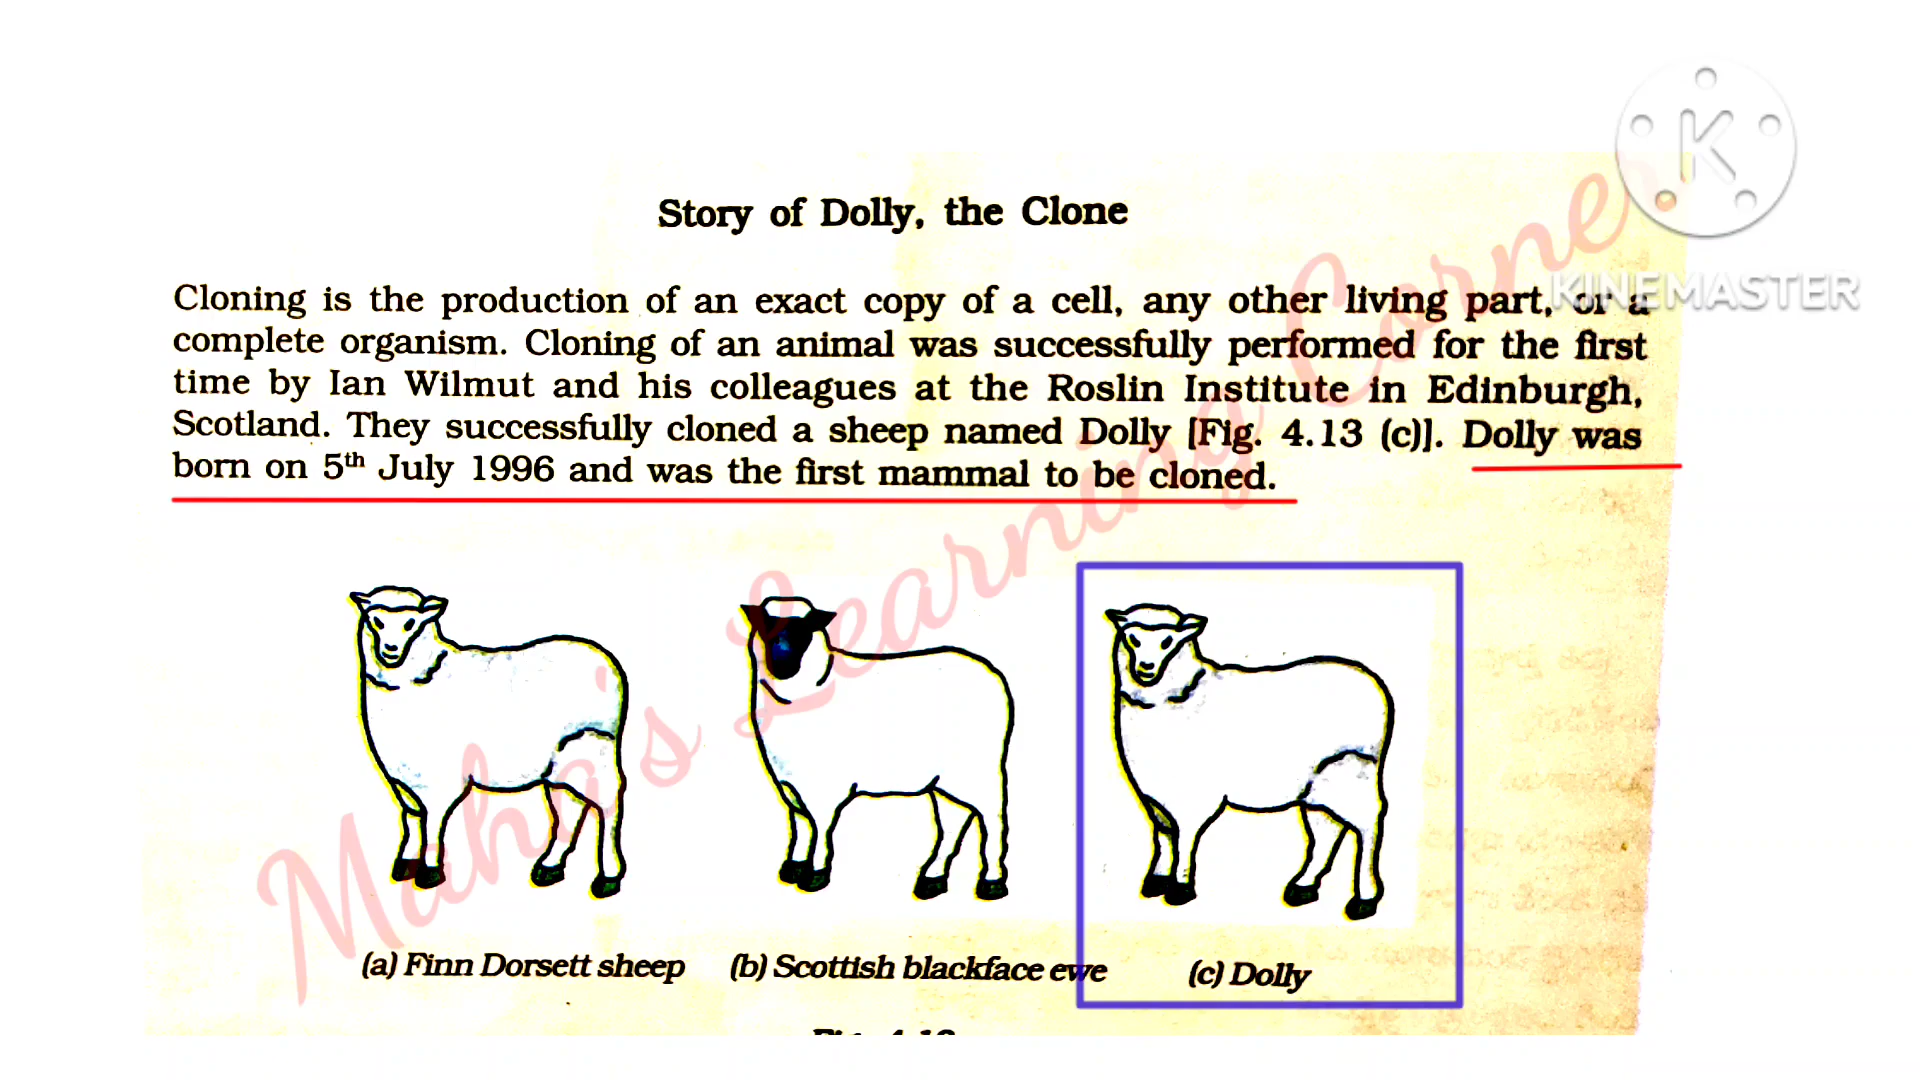 Story of Dolly, the Clone
Cloning is the production of an exact copy of a cell, any other living part, or a
complete organism. Cloning of an animal was successfully performed for the first
time by Ian Wilmut and his colleagues at the Roslin Institute in Edinburgh,
Scotland. They successfully cloned a sheep named Dolly [Fig. 4.13 (c)]. Dolly was
born on 5th July 1996 and was the first mammal to be cloned.
(a) Finn Dorsett sheep (b) Scottish blackface ewe (c) Dolly
Maha's Learning Corner
K
KINEMASTER